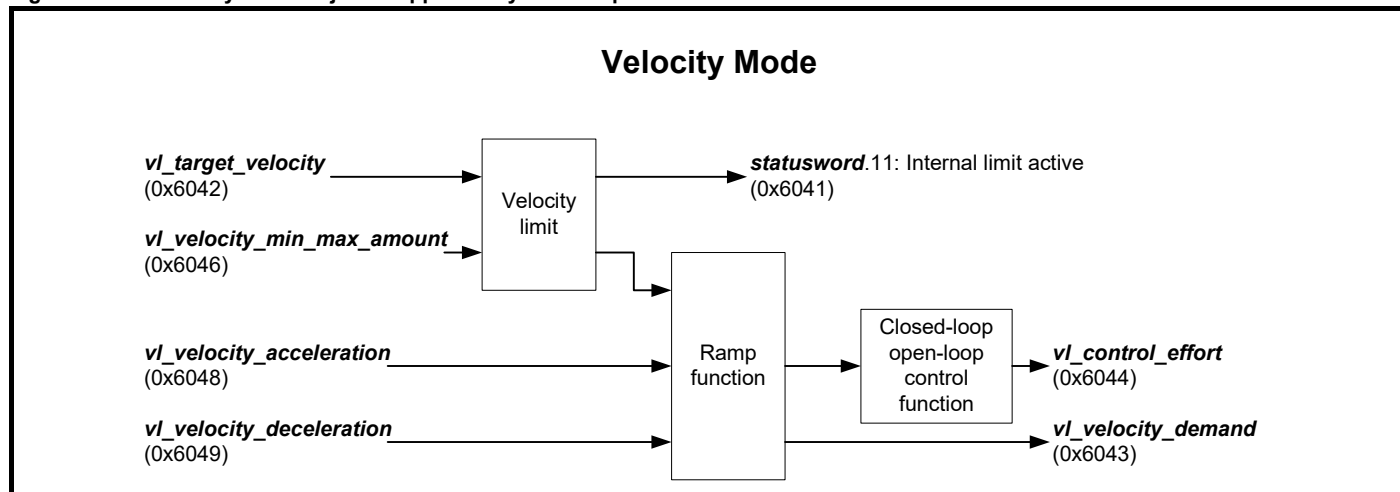 Velocity Mode
vl_target_velocity
(0x6042)
vl_velocity_min_max_amount
(0x6046)
Velocity
limit
statusword.11: Internal limit active
(0x6041)
vl_velocity_acceleration
(0x6048)
vl_velocity_deceleration
(0x6049)
Ramp
function
Closed-loop
open-loop
control
function
vl_control_effort
(0x6044)
vl_velocity_demand
(0x6043)